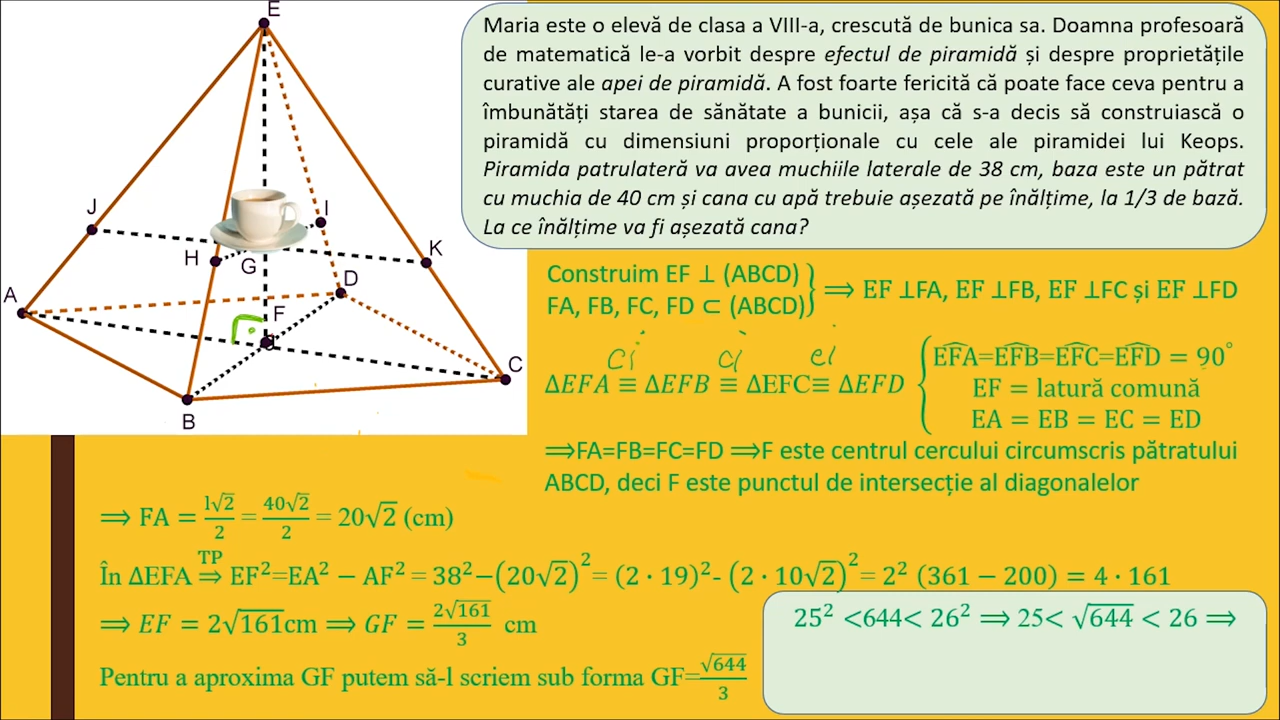 Maria este o elevă de clasa a VIII-a, crescută de bunica sa. Doamna profesoară
de matematică le-a vorbit despre efectul de piramidă și despre proprietățile
curative ale apei de piramidă. A fost foarte fericită că poate face ceva pentru a
îmbunătăți starea de sănătate a bunicii, așa că s-a decis să construiască o
piramidă cu dimensiuni proporționale cu cele ale piramidei lui Keops.
Piramida patrulateră va avea muchiile laterale de 38 cm, baza este un pătrat
cu muchia de 40 cm și cana cu apă trebuie așezată pe înălțime, la 1/3 de bază.
La ce înălțime va fi așezată cana?
E
J
I
H
G
K
A
D
F
C
B
Construim EF ⊥ (ABCD)
FA, FB, FC, FD ⊂ (ABCD)} ⟹ EF ⊥FA, EF ⊥FB, EF ⊥FC și EF ⊥FD
ci ci ci
∆EFA ≡ ∆EFB ≡ ∆EFC≡ ∆EFD
{ EFA=EFB=EFC=EFD = 90°
EF = latură comună
EA = EB = EC = ED
⟹FA=FB=FC=FD ⟹F este centrul cercului circumscris pătratului
ABCD, deci F este punctul de intersecție al diagonalelor
⟹ FA = l√2/2 = 40√2/2 = 20√2 (cm)
În ∆EFA TP⟹ EF²=EA² − AF² = 38²−(20√2)²= (2 · 19)²- (2 · 10√2)²= 2² (361 − 200) = 4 · 161
⟹ EF = 2√161cm ⟹ GF = 2√161/3 cm
Pentru a aproxima GF putem să-l scriem sub forma GF=√644/3
25² <644< 26² ⟹ 25< √644 < 26 ⟹